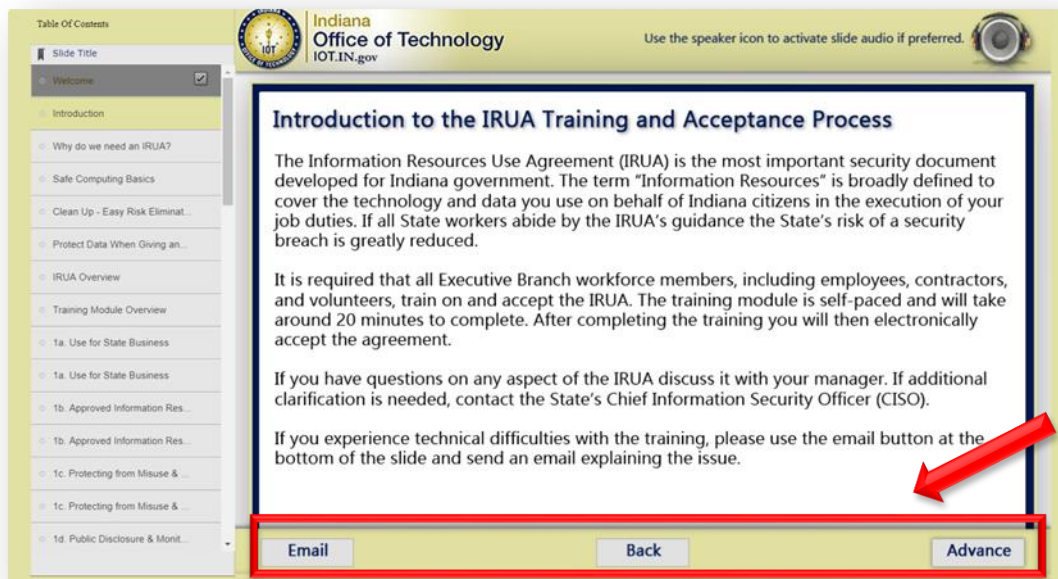 Table Of Contents
Slide Title
Welcome
Introduction
Why do we need an IRUA?
Safe Computing Basics
Clean Up - Easy Risk Eliminat...
Protect Data When Giving an...
IRUA Overview
Training Module Overview
1a. Use for State Business
1a. Use for State Business
1b. Approved Information Res...
1b. Approved Information Res...
1c. Protecting from Misuse & ...
1c. Protecting from Misuse & ...
1d. Public Disclosure & Monit...
IOT
Indiana
Office of Technology
IOT.IN.gov
Use the speaker icon to activate slide audio if preferred.
Introduction to the IRUA Training and Acceptance Process
The Information Resources Use Agreement (IRUA) is the most important security document
developed for Indiana government. The term "Information Resources" is broadly defined to
cover the technology and data you use on behalf of Indiana citizens in the execution of your
job duties. If all State workers abide by the IRUA's guidance the State's risk of a security
breach is greatly reduced.
It is required that all Executive Branch workforce members, including employees, contractors,
and volunteers, train on and accept the IRUA. The training module is self-paced and will take
around 20 minutes to complete. After completing the training you will then electronically
accept the agreement.
If you have questions on any aspect of the IRUA discuss it with your manager. If additional
clarification is needed, contact the State's Chief Information Security Officer (CISO).
If you experience technical difficulties with the training, please use the email button at the
bottom of the slide and send an email explaining the issue.
Email
Back
Advance